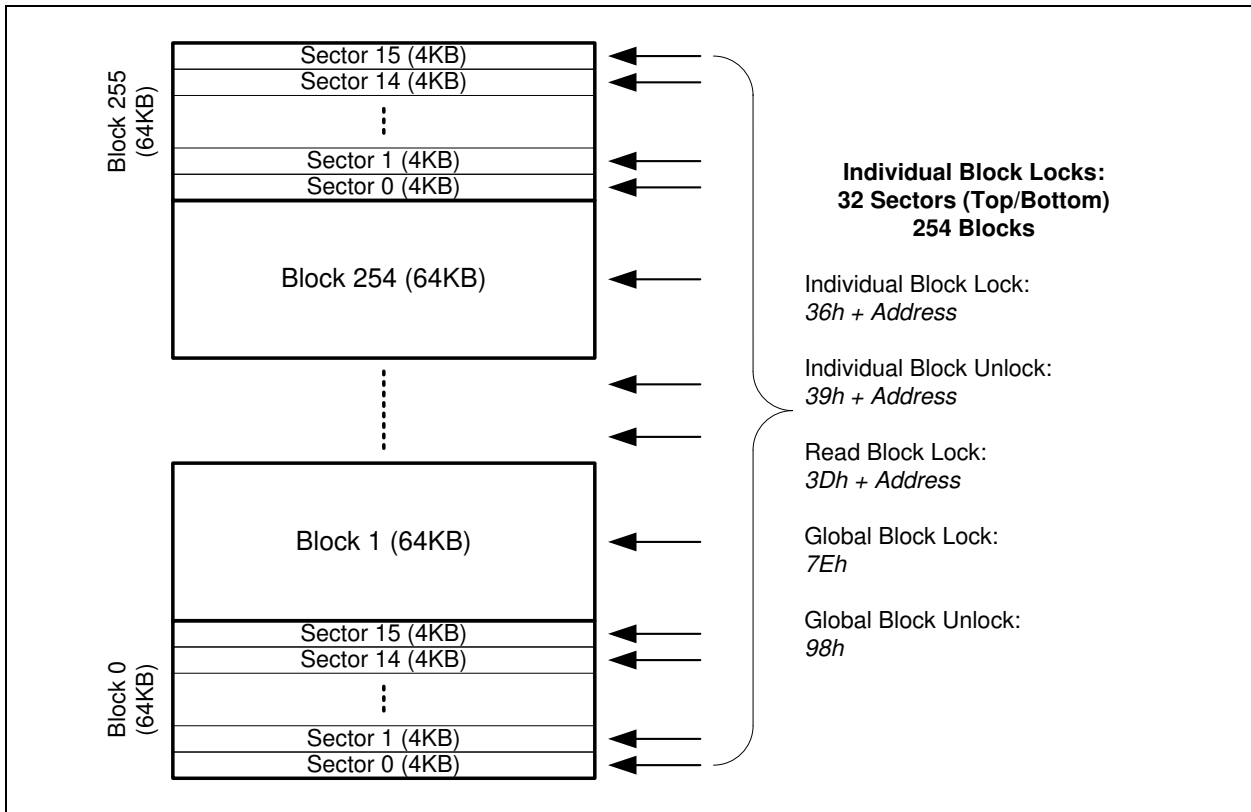 Block 255
(64KB)
Sector 15 (4KB)
Sector 14 (4KB)
Sector 1 (4KB)
Sector 0 (4KB)
Block 254 (64KB)
Block 1 (64KB)
Block 0
(64KB)
Sector 15 (4KB)
Sector 14 (4KB)
Sector 1 (4KB)
Sector 0 (4KB)
Individual Block Locks:
32 Sectors (Top/Bottom)
254 Blocks
Individual Block Lock:
36h + Address
Individual Block Unlock:
39h + Address
Read Block Lock:
3Dh + Address
Global Block Lock:
7Eh
Global Block Unlock:
98h